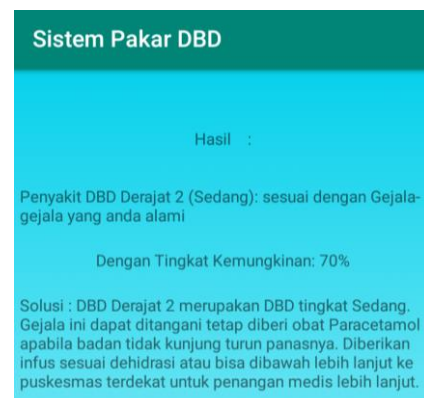 Sistem Pakar DBD
Hasil :
Penyakit DBD Derajat 2 (Sedang): sesuai dengan Gejala-
gejala yang anda alami
Dengan Tingkat Kemungkinan: 70%
Solusi : DBD Derajat 2 merupakan DBD tingkat Sedang.
Gejala ini dapat ditangani tetap diberi obat Paracetamol
apabila badan tidak kunjung turun panasnya. Diberikan
infus sesuai dehidrasi atau bisa dibawah lebih lanjut ke
puskesmas terdekat untuk penangan medis lebih lanjut.